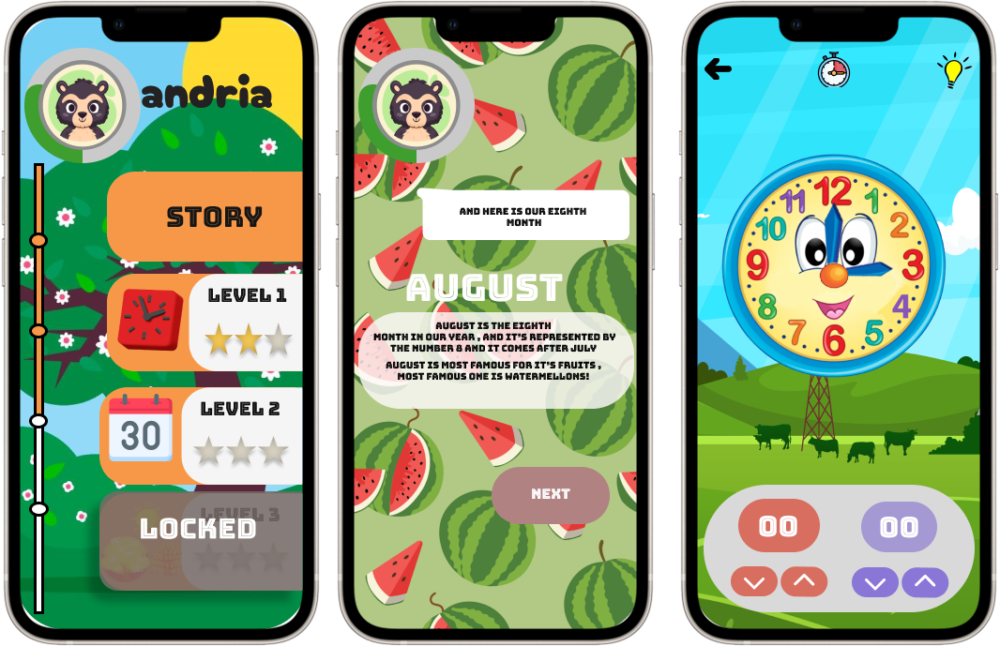 andria
STORY
LEVEL 1
30
LEVEL 2
LEVEL 3
LOCKED
AND HERE IS OUR EIGHTH
MONTH
AUGUST
AUGUST IS THE EIGHTH
MONTH IN OUR YEAR , AND IT'S REPRESENTED BY
THE NUMBER 8 AND IT COMES AFTER JULY
AUGUST IS MOST FAMOUS FOR IT'S FRUITS ,
MOST FAMOUS ONE IS WATERMELLONS!
NEXT
12
1
2
3
4
5
6
7
8
9
10
11
00
00